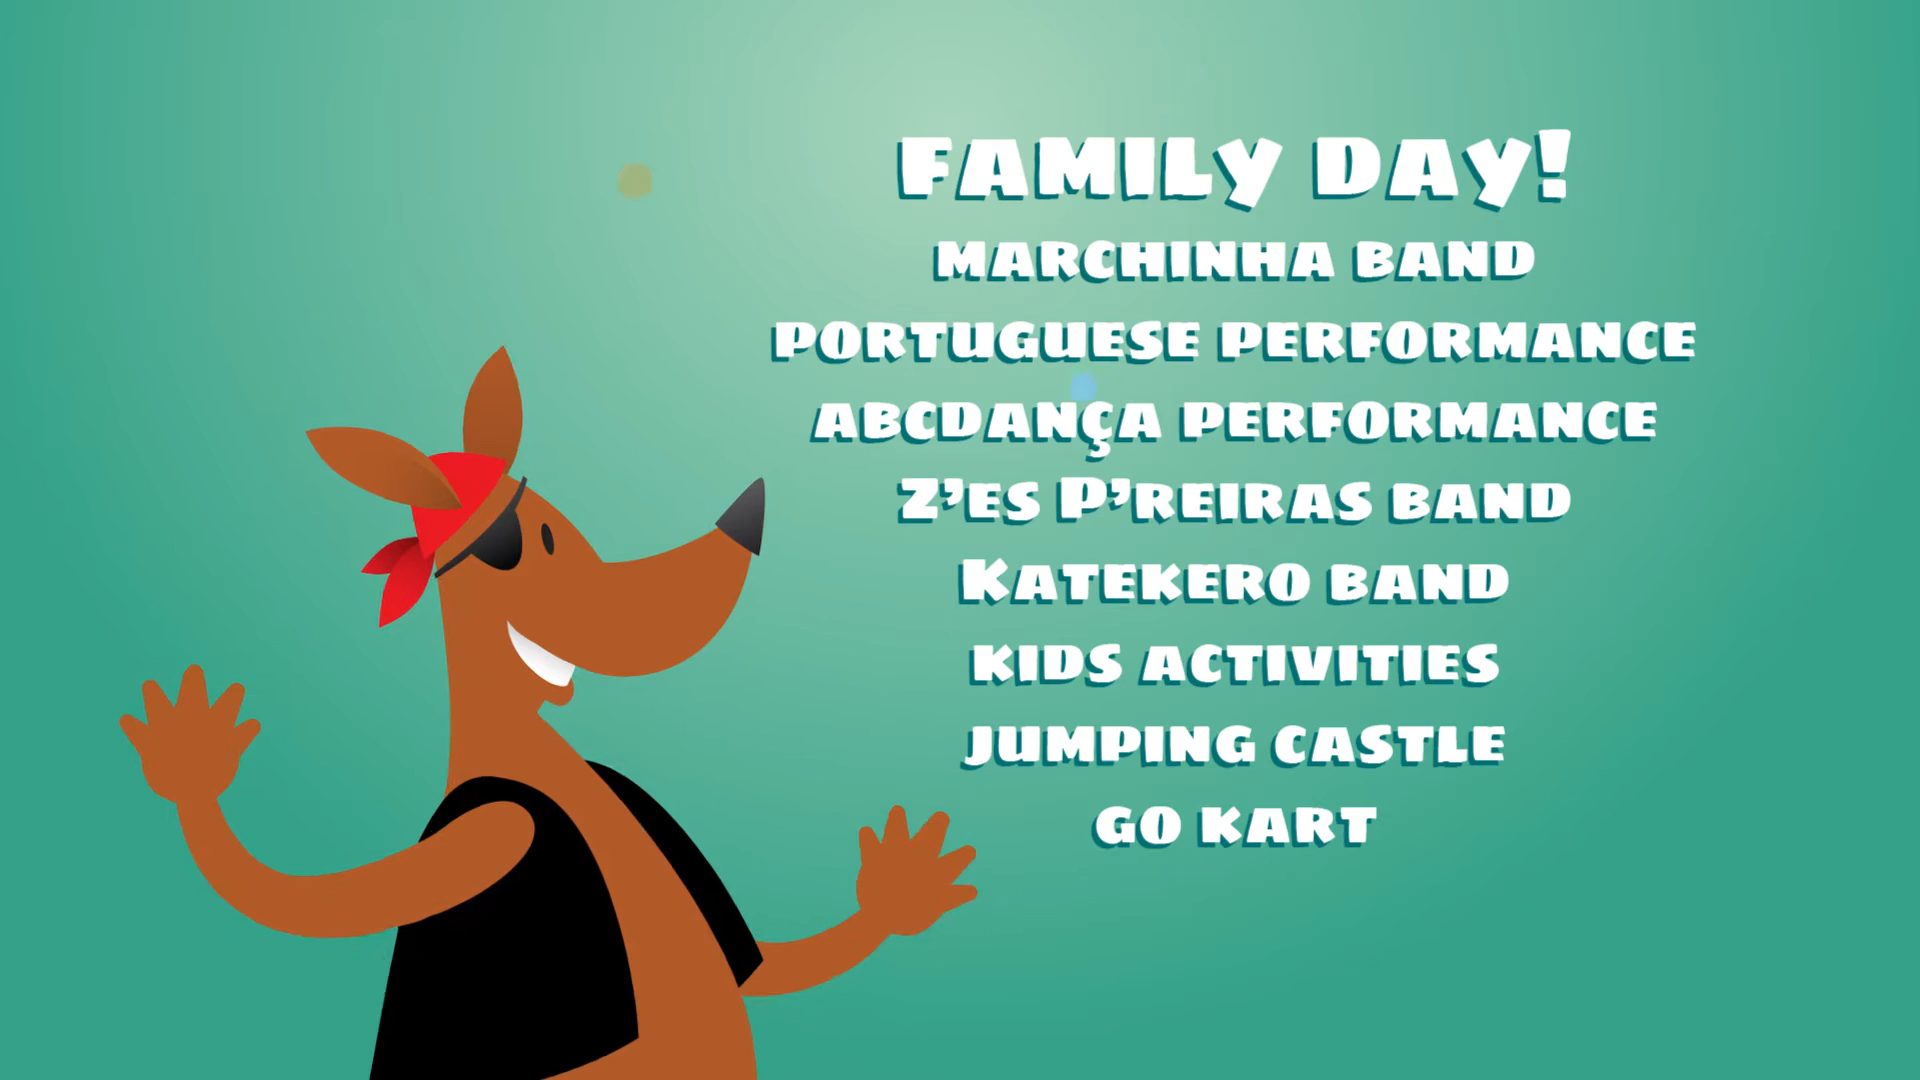 FAMILY DAY!
MARCHINHA BAND
PORTUGUESE PERFORMANCE
ABCDANÇA PERFORMANCE
Z'ES P'REIRAS BAND
KATEKERO BAND
KIDS ACTIVITIES
JUMPING CASTLE
GO KART